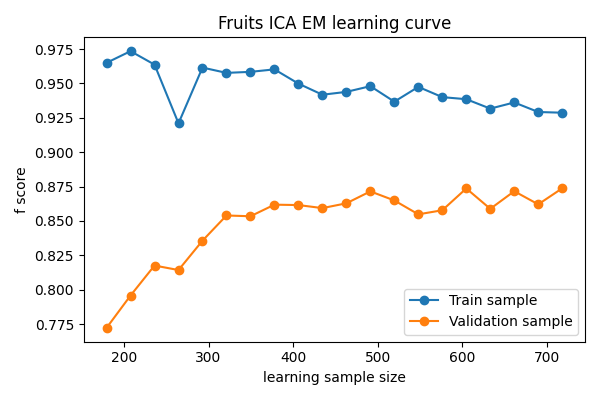 Fruits ICA EM learning curve
f score
0.975
0.950
0.925
0.900
0.875
0.850
0.825
0.800
0.775
Train sample
Validation sample
200 300 400 500 600 700
learning sample size